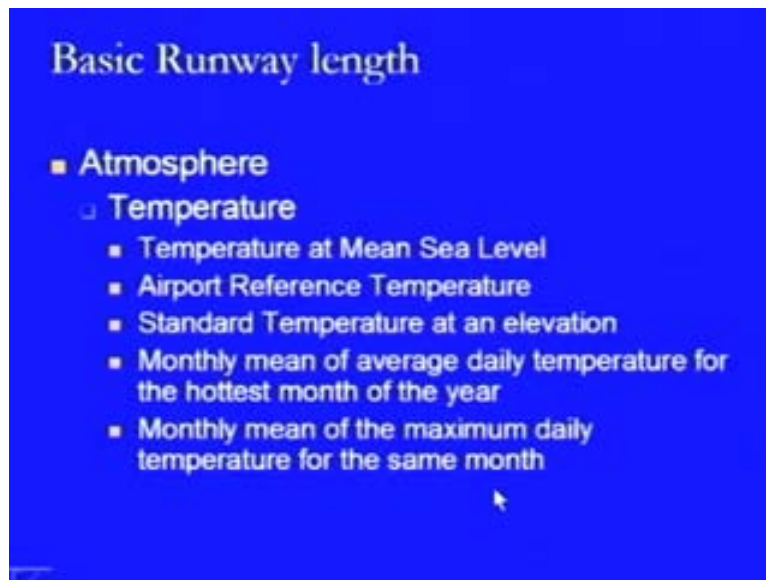 Basic Runway length
Atmosphere
Temperature
Temperature at Mean Sea Level
Airport Reference Temperature
Standard Temperature at an elevation
Monthly mean of average daily temperature for
the hottest month of the year
Monthly mean of the maximum daily
temperature for the same month